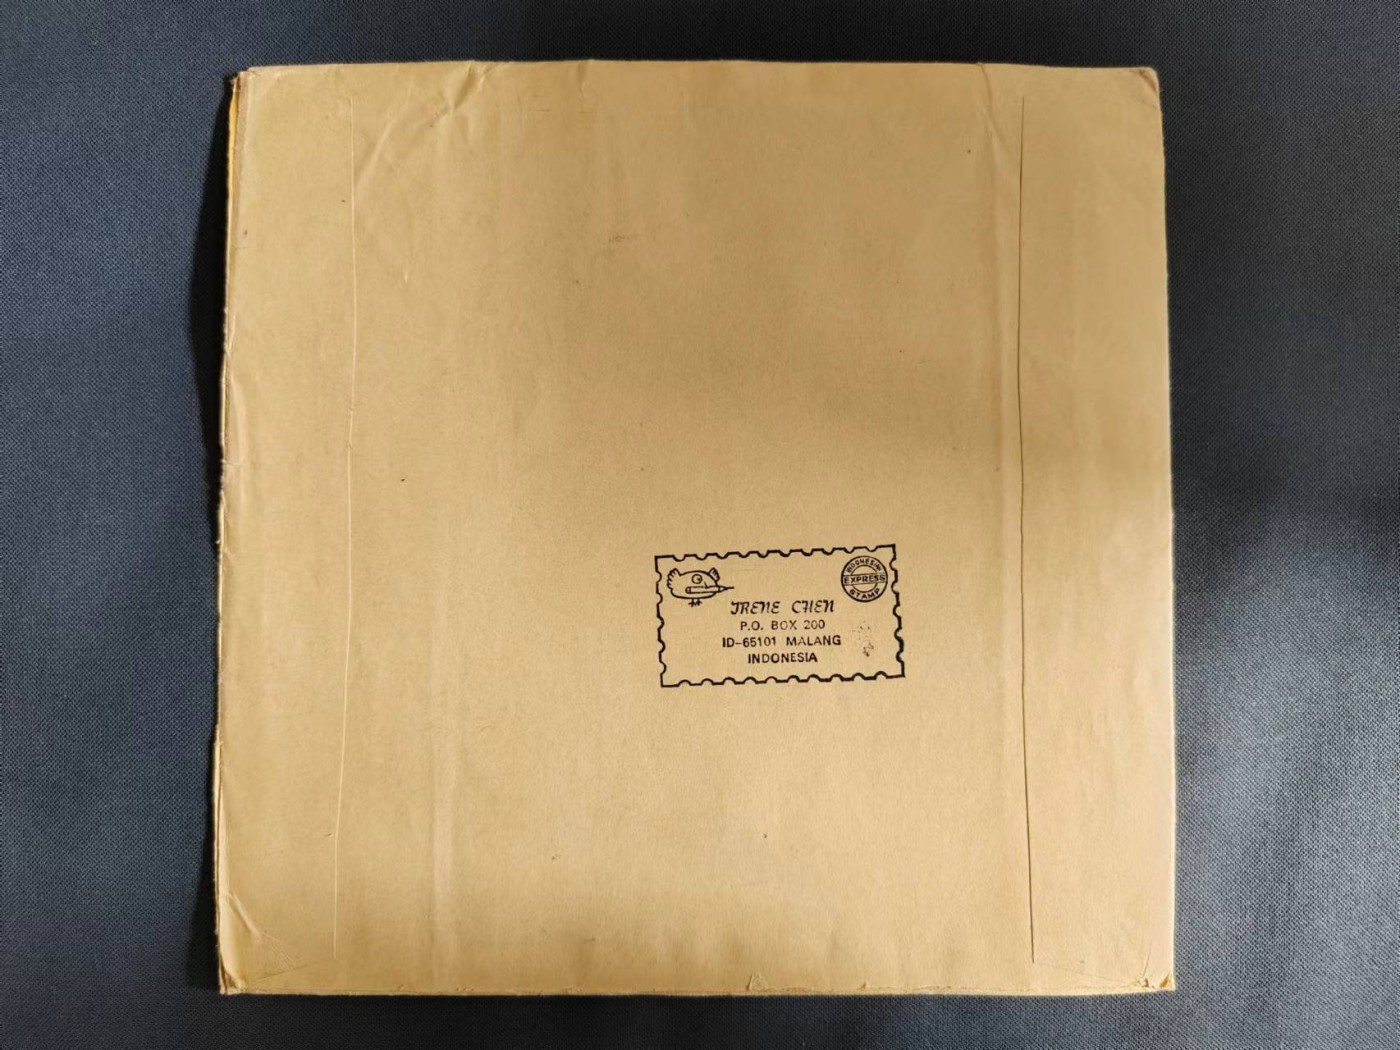 INDONESIA
EXPRESS
STAMP
IRENE CHEN
P.O. BOX 200
ID-65101 MALANG
INDONESIA